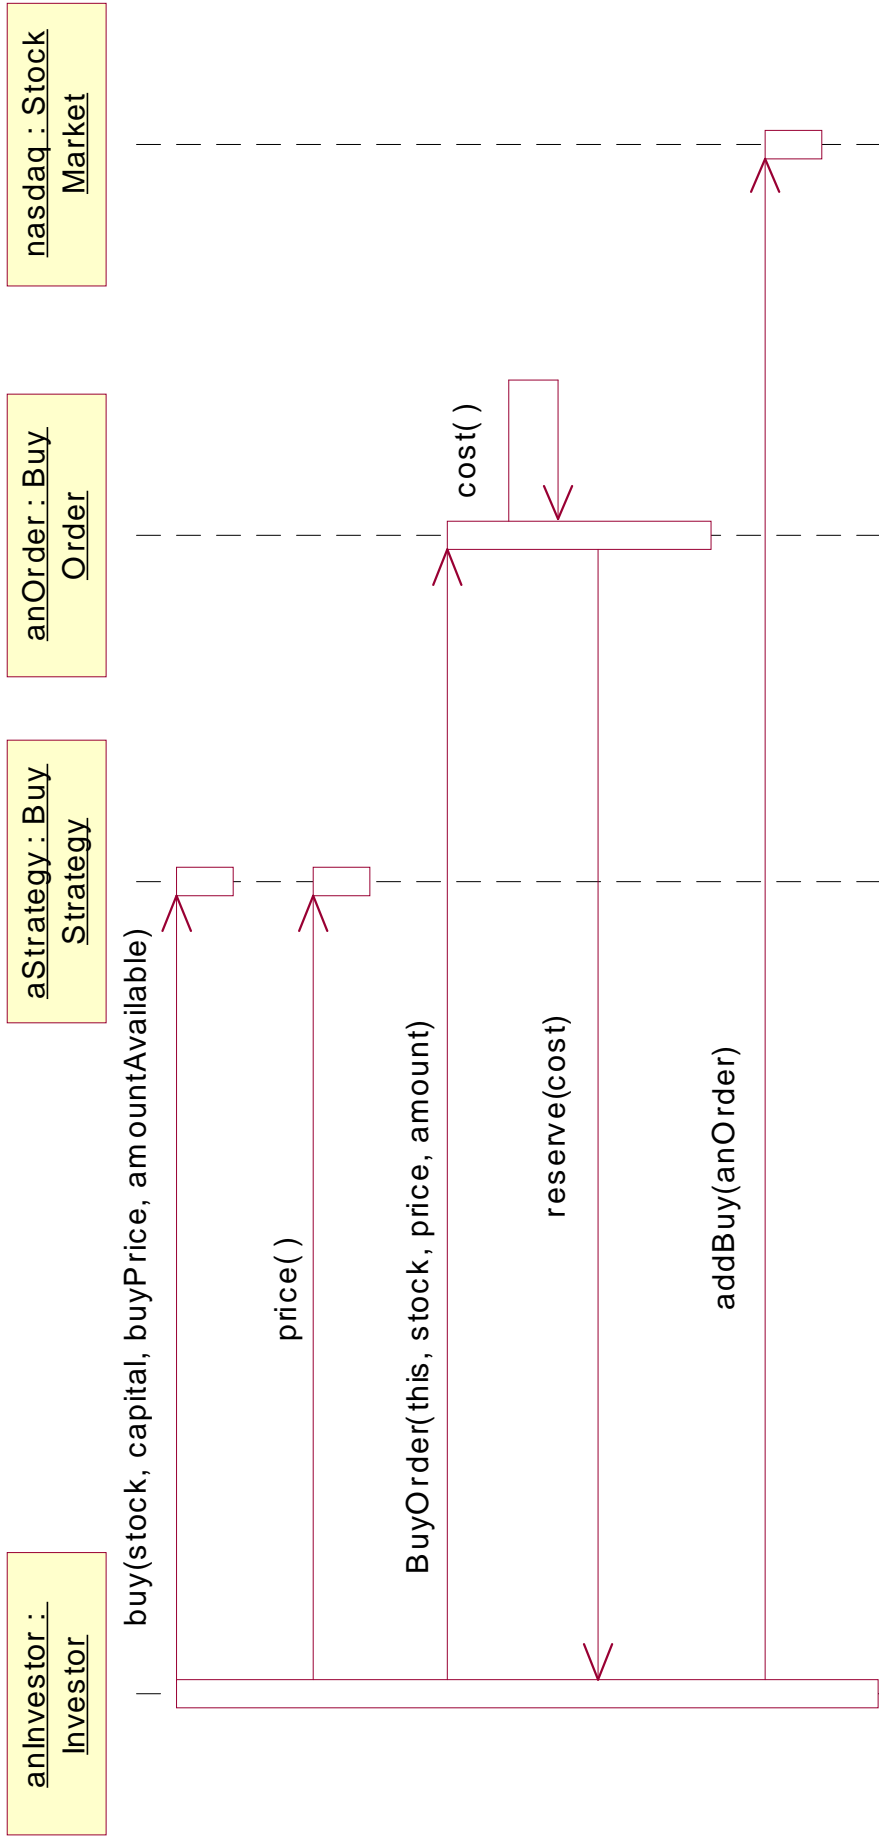 anInvestor :
Investor
aStrategy : Buy
Strategy
anOrder : Buy
Order
nasdaq : Stock
Market
buy(stock, capital, buyPrice, amountAvailable)
price( )
BuyOrder(this, stock, price, amount)
cost( )
reserve(cost)
addBuy(anOrder)